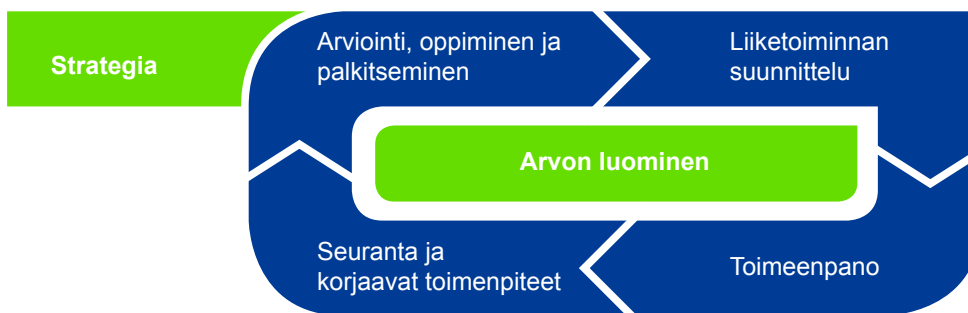 Strategia
Arviointi, oppiminen ja
palkitseminen
Liiketoiminnan
suunnittelu
Arvon luominen
Seuranta ja
korjaavat toimenpiteet
Toimeenpano